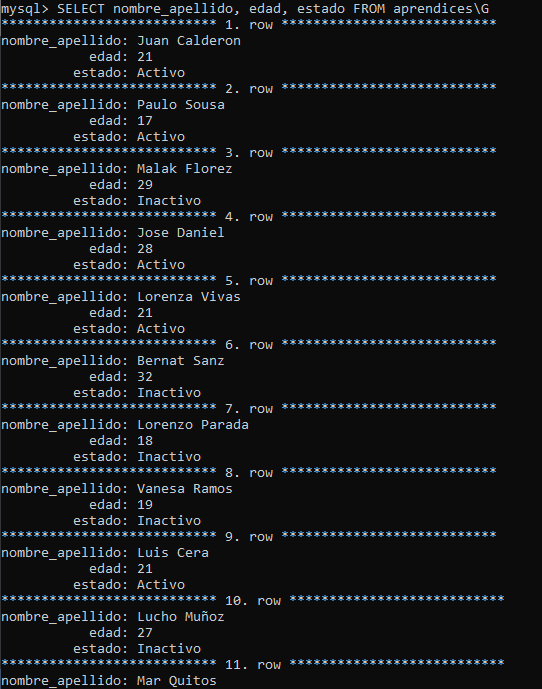 mysql> SELECT nombre_apellido, edad, estado FROM aprendices\G
*************************** 1. row ***************************
nombre_apellido: Juan Calderon
edad: 21
estado: Activo
*************************** 2. row ***************************
nombre_apellido: Paulo Sousa
edad: 17
estado: Activo
*************************** 3. row ***************************
nombre_apellido: Malak Florez
edad: 29
estado: Inactivo
*************************** 4. row ***************************
nombre_apellido: Jose Daniel
edad: 28
estado: Activo
*************************** 5. row ***************************
nombre_apellido: Lorenza Vivas
edad: 21
estado: Activo
*************************** 6. row ***************************
nombre_apellido: Bernat Sanz
edad: 32
estado: Inactivo
*************************** 7. row ***************************
nombre_apellido: Lorenzo Parada
edad: 18
estado: Inactivo
*************************** 8. row ***************************
nombre_apellido: Vanesa Ramos
edad: 19
estado: Inactivo
*************************** 9. row ***************************
nombre_apellido: Luis Cera
edad: 21
estado: Activo
*************************** 10. row ***************************
nombre_apellido: Lucho Muñoz
edad: 27
estado: Inactivo
*************************** 11. row ***************************
nombre_apellido: Mar Quitos